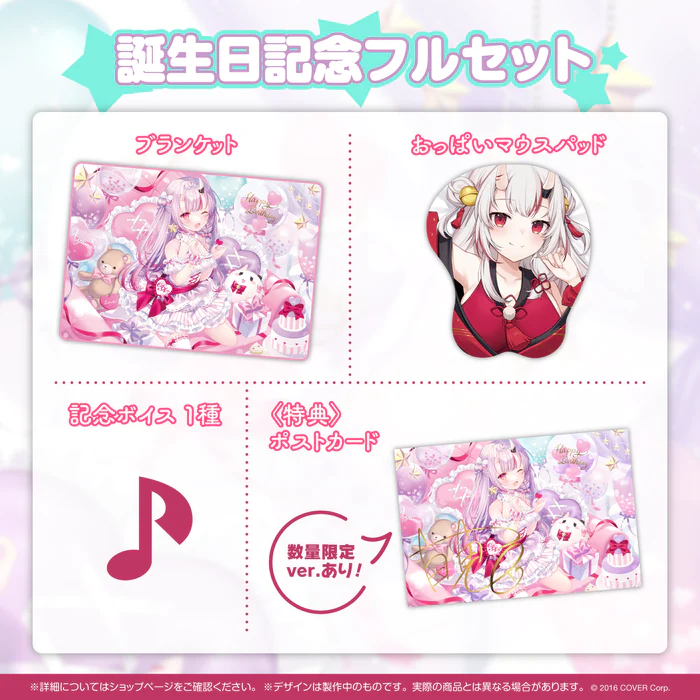 誕生日記念フルセット
ブランケット
おっぱいマウスパッド
Happy
Birthday
記念ボイス 1種
〈特典〉
ポストカード
数量限定
ver.あり!
Happy
Birthday
※詳細についてはショップページをご確認ください。 ※デザインは製作中のものです。実際の商品とは異なる場合があります。 © 2016 COVER Corp.